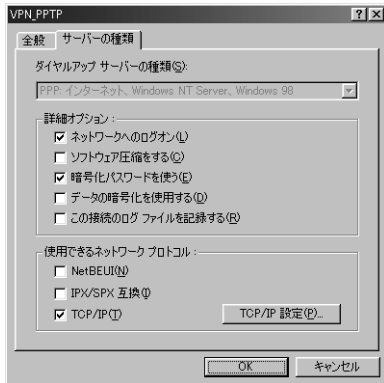 VPN_PPTP
全般 サーバーの種類
ダイヤルアップ サーバーの種類(S):
PPP: インターネット、Windows NT Server、Windows 98
詳細オプション:
ネットワークへのログオン(L)
ソフトウェア圧縮をする(C)
暗号化パスワードを使う(E)
データの暗号化を使用する(D)
この接続のログ ファイルを記録する(R)
使用できるネットワーク プロトコル:
NetBEUI(N)
IPX/SPX 互換(I)
TCP/IP(T)
TCP/IP 設定(P)...
OK キャンセル